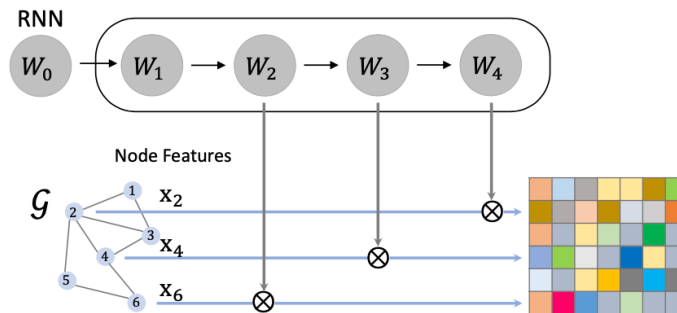 RNN
W₀ W₁ W₂ W₃ W₄
Node Features
𝒢
1
2
3
4
5
6
x₂
x₄
x₆